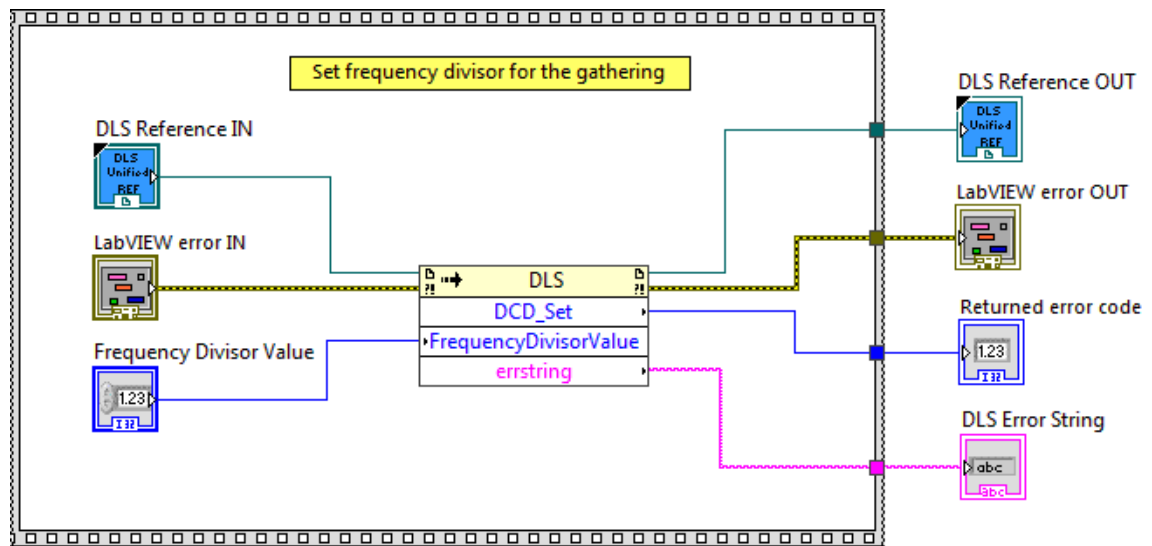 Set frequency divisor for the gathering
DLS Reference OUT
DLS
Unified
REF
DLS Reference IN
DLS
Unified
REF
LabVIEW error OUT
LabVIEW error IN
?!
DLS
?!
DCD_Set
Returned error code
1.23
I32
FrequencyDivisorValue
Frequency Divisor Value
errstring
1.23
I32
DLS Error String
abc
abc